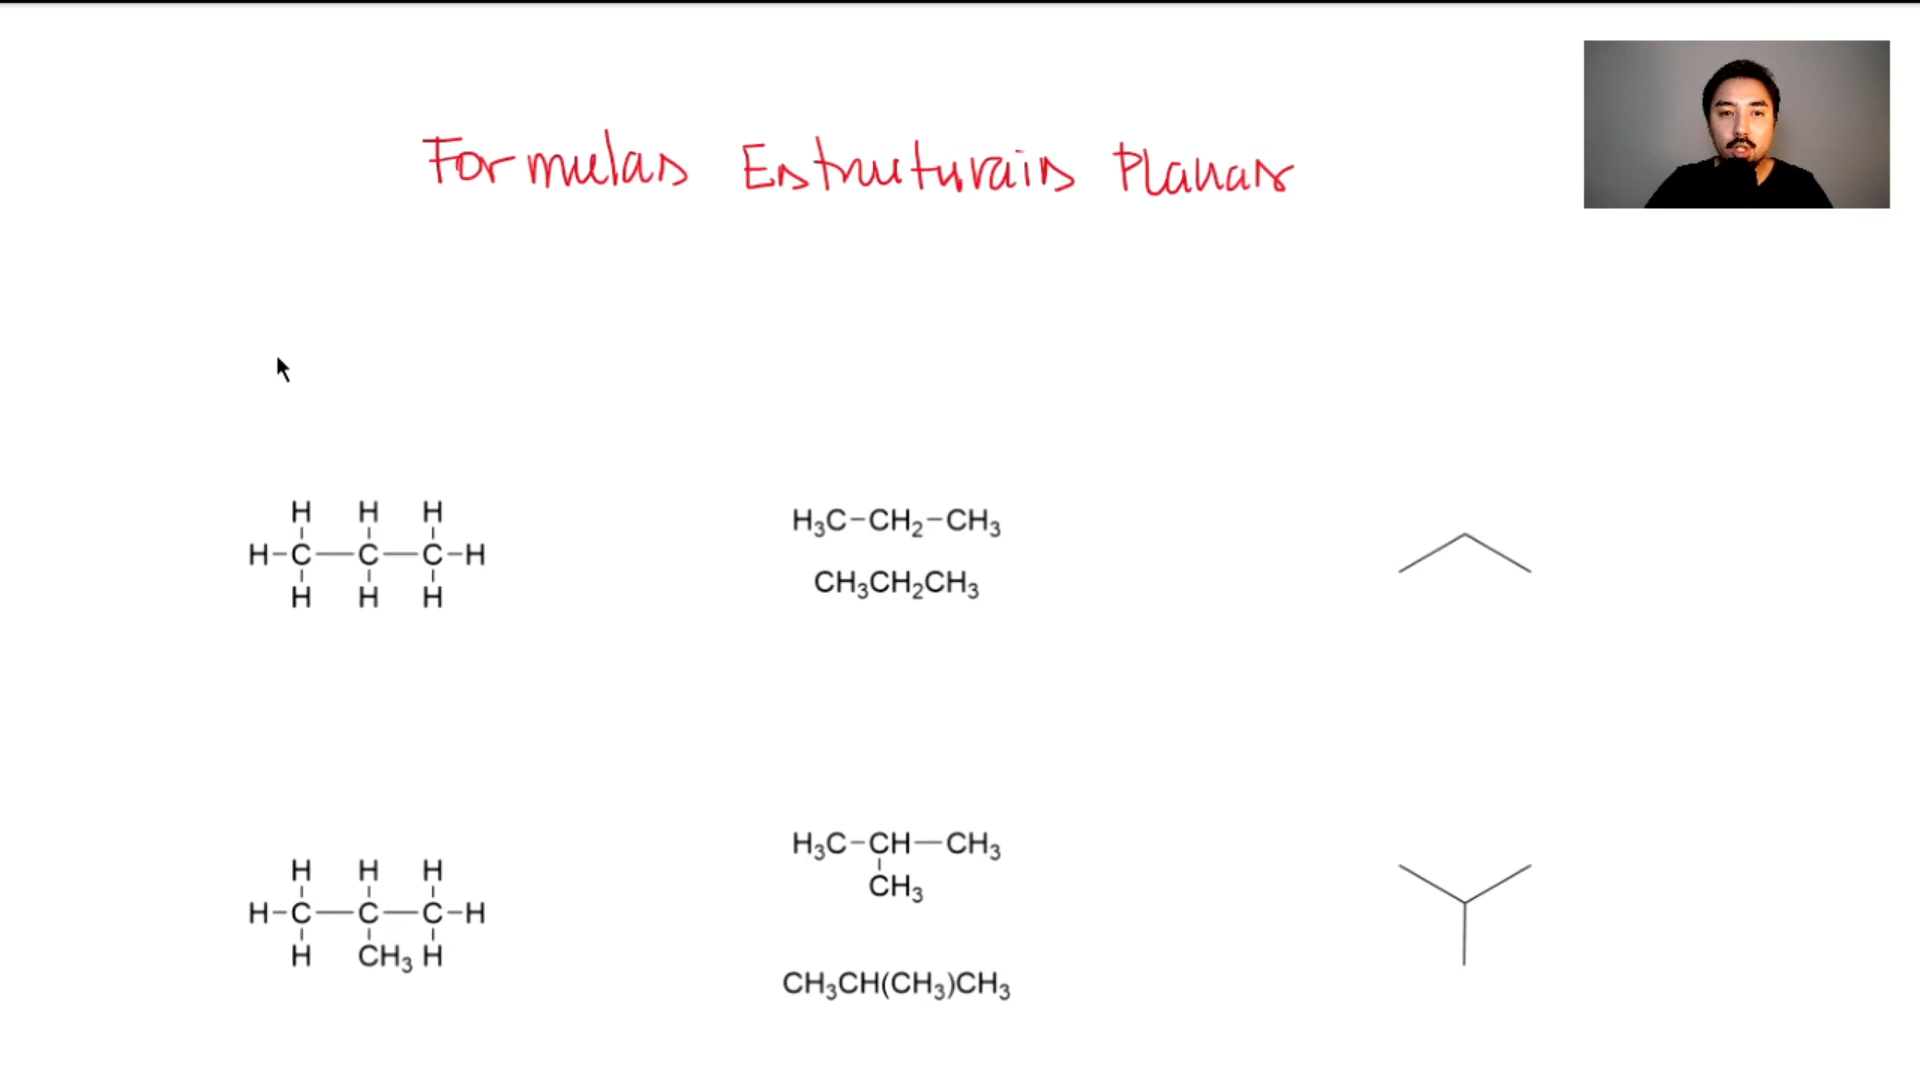 Formulas Estruturais Planas
H H H
H-C—C—C-H
H H H
H₃C-CH₂-CH₃
CH₃CH₂CH₃
H H H
H-C—C—C-H
H CH₃ H
H₃C-CH—CH₃
CH₃
CH₃CH(CH₃)CH₃